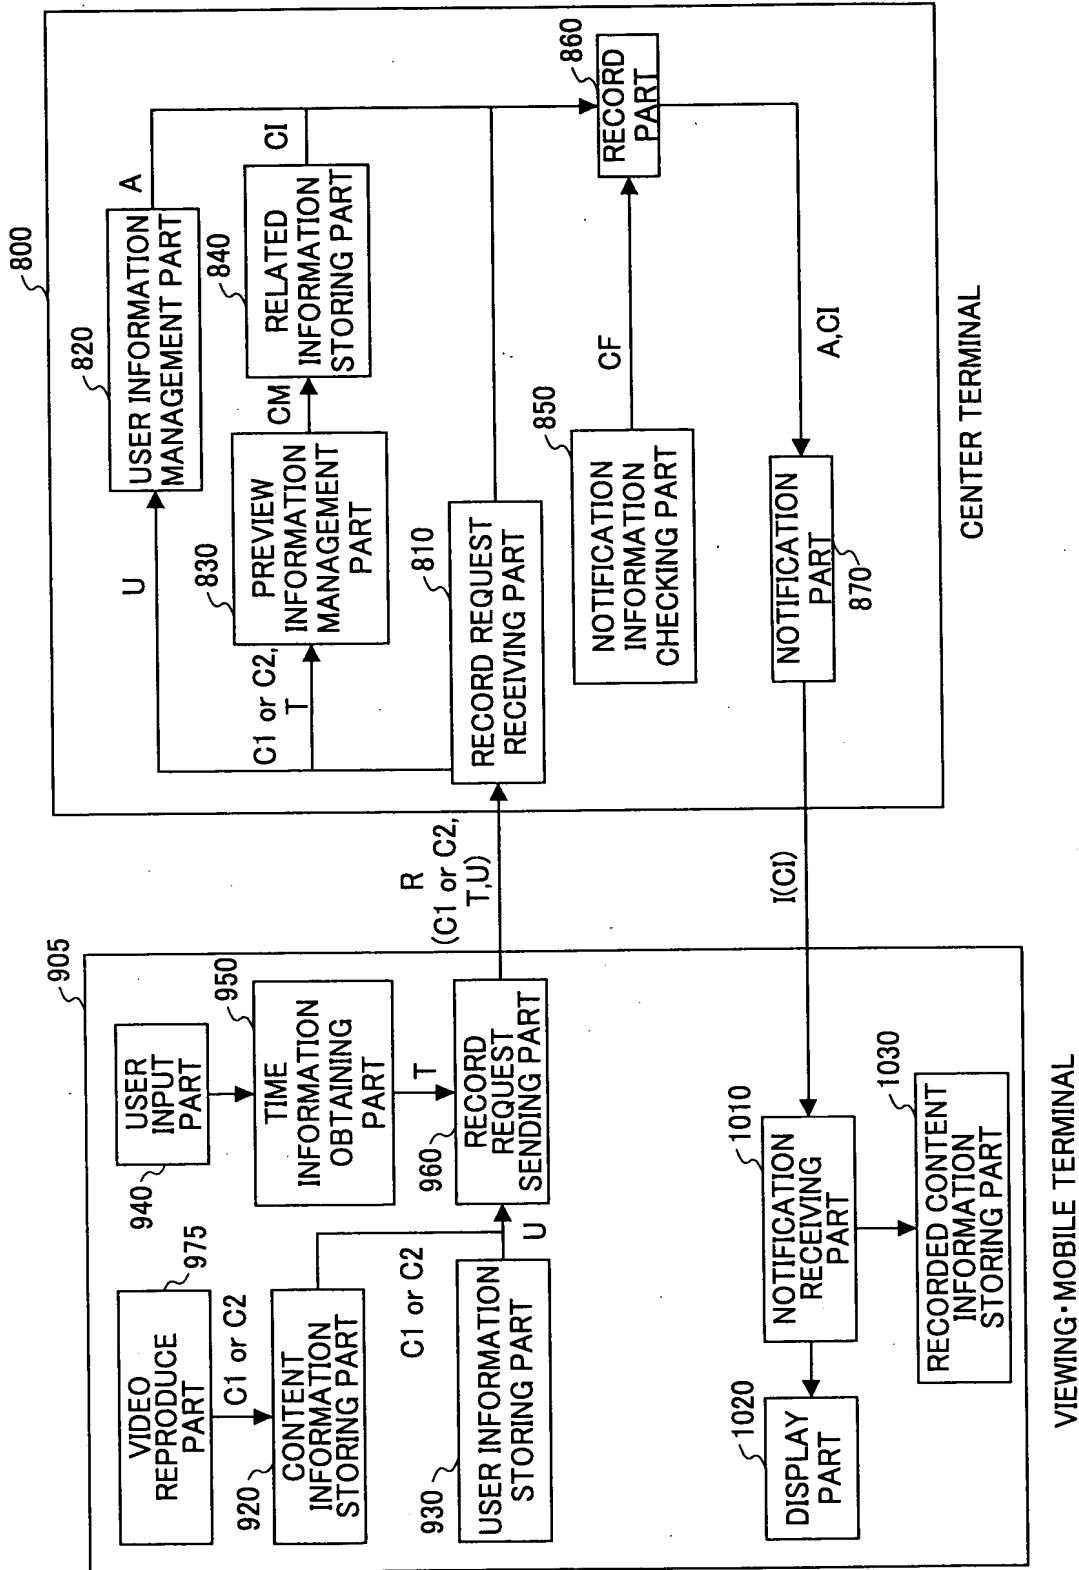 905
VIDEO
REPRODUCE
PART
975
C1 or C2
CONTENT
INFORMATION
STORING PART
920
C1 or C2
USER INFORMATION
STORING PART
930
U
USER
INPUT
PART
940
TIME
INFORMATION
OBTAINING
PART
950
T
RECORD
REQUEST
SENDING PART
960
NOTIFICATION
RECEIVING
PART
1010
DISPLAY
PART
1020
RECORDED CONTENT
INFORMATION
STORING PART
1030
VIEWING·MOBILE TERMINAL
R
(C1 or C2,
T,U)
I(CI)
800
U
USER INFORMATION
MANAGEMENT PART
820
A
C1 or C2,
T
PREVIEW
INFORMATION
MANAGEMENT
PART
830
CM
RELATED
INFORMATION
STORING PART
840
CI
RECORD REQUEST
RECEIVING PART
810
NOTIFICATION
INFORMATION
CHECKING PART
850
CF
RECORD
PART
860
A,CI
NOTIFICATION
PART
870
CENTER TERMINAL